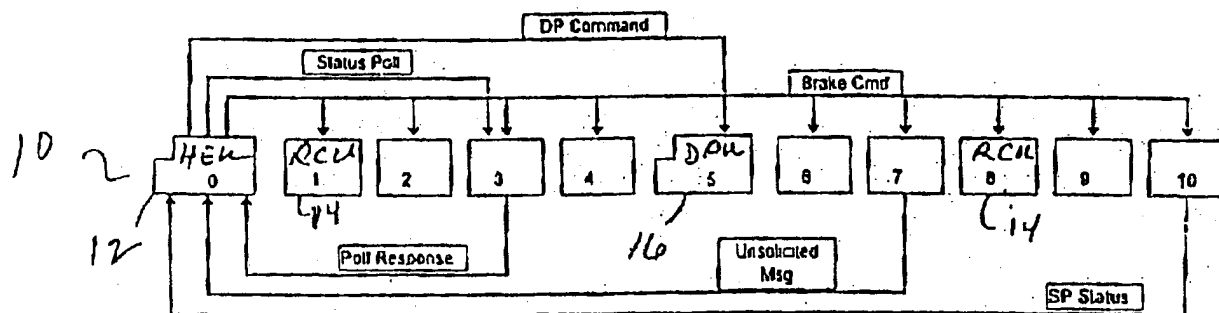 DP Command
Status Poll
Brake Cmd
10
HEU RCU DPU RCU
0 1 2 3 4 5 6 7 8 9 10
12 14 16 14
Poll Response
Unsolicited
Msg
SP Status